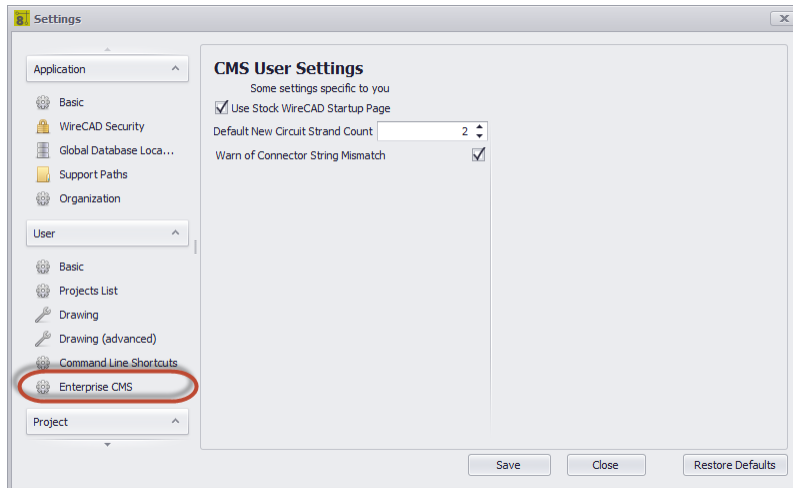 8
Settings
Application
Basic
WireCAD Security
Global Database Loca...
Support Paths
Organization
User
Basic
Projects List
Drawing
Drawing (advanced)
Command Line Shortcuts
Enterprise CMS
Project
CMS User Settings
Some settings specific to you
Use Stock WireCAD Startup Page
Default New Circuit Strand Count 2
Warn of Connector String Mismatch
Save Close Restore Defaults